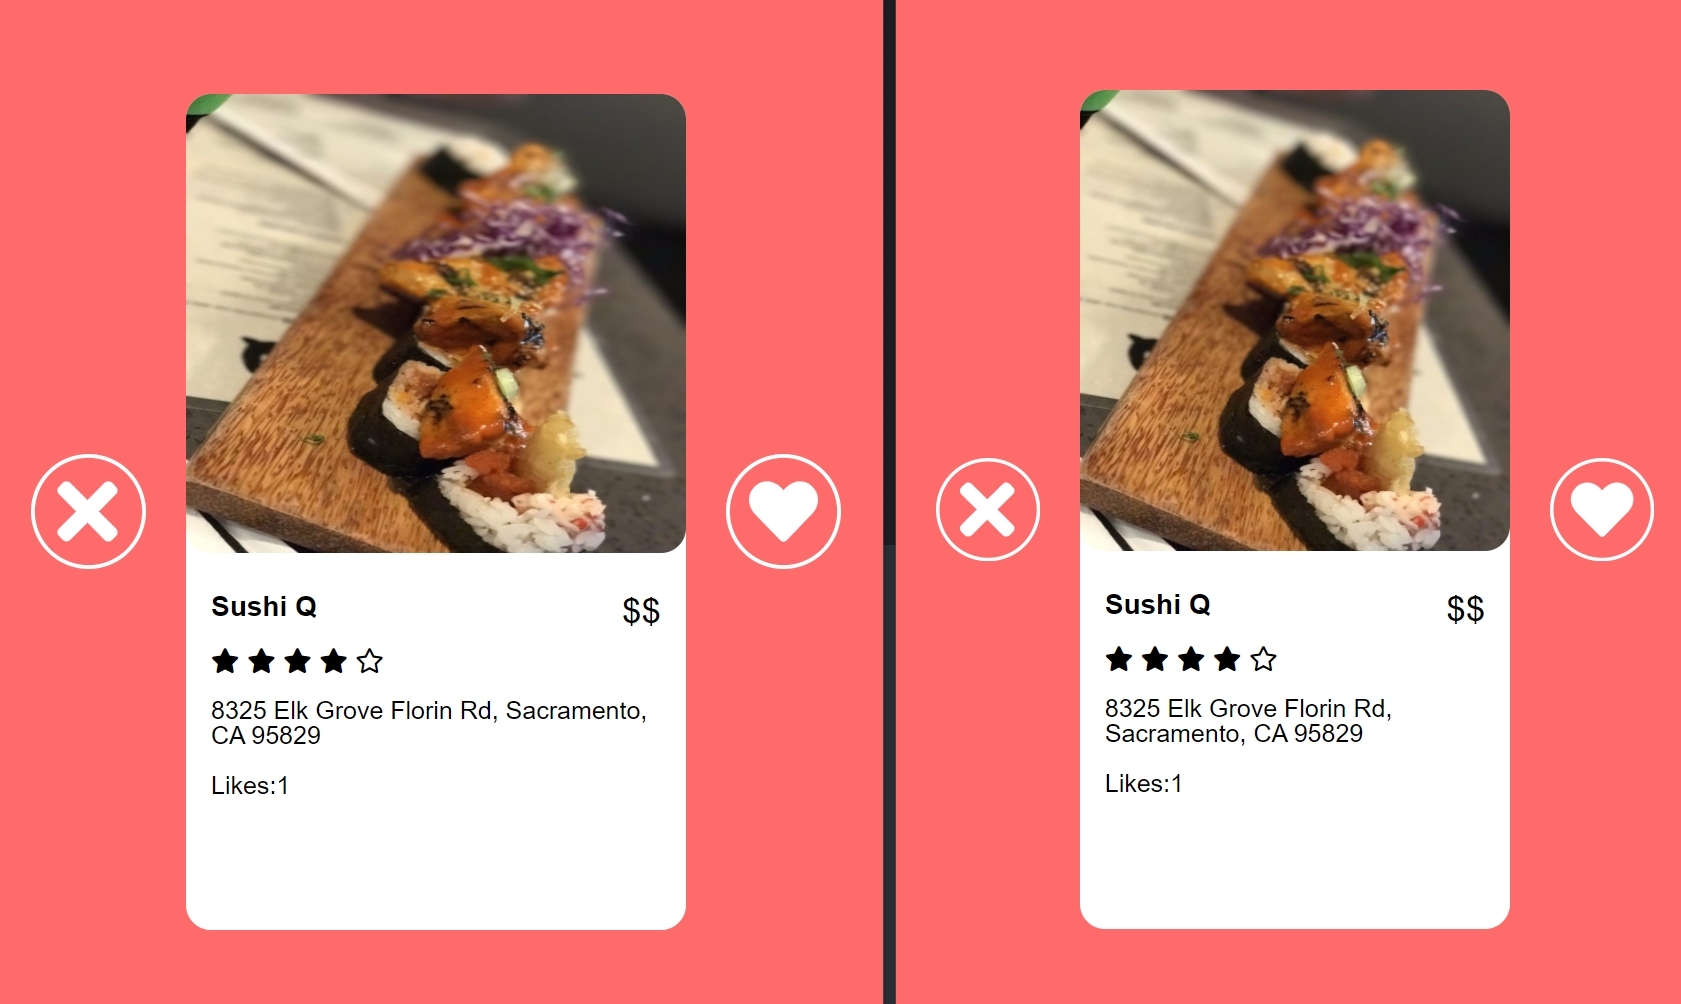 Sushi Q
$$
8325 Elk Grove Florin Rd, Sacramento,
CA 95829
Likes:1
Sushi Q
$$
8325 Elk Grove Florin Rd,
Sacramento, CA 95829
Likes:1